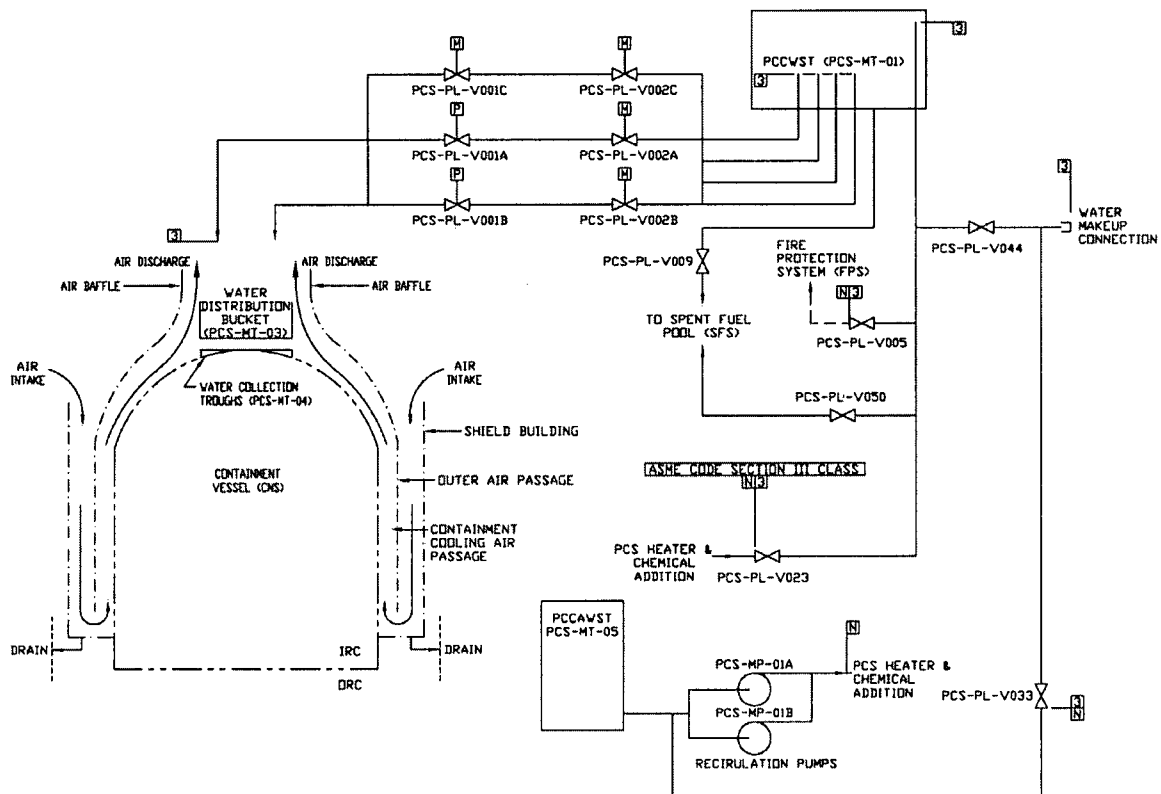 M
M
3
PCCWST (PCS-MT-01)
3
PCS-PL-V001C
PCS-PL-V002C
P
M
PCS-PL-V001A
PCS-PL-V002A
P
M
3
PCS-PL-V001B
PCS-PL-V002B
WATER
MAKEUP
CONNECTION
3
PCS-PL-V044
FIRE
PROTECTION
SYSTEM (FPS)
PCS-PL-V009
AIR DISCHARGE
AIR DISCHARGE
AIR BAFFLE
AIR BAFFLE
WATER
DISTRIBUTION
BUCKET
(PCS-MT-03)
N 3
TO SPENT FUEL
POOL (SFS)
PCS-PL-V005
AIR
INTAKE
AIR
INTAKE
WATER COLLECTION
TROUGHS (PCS-MT-04)
PCS-PL-V050
SHIELD BUILDING
ASME CODE SECTION III CLASS
N 3
CONTAINMENT
VESSEL (CNS)
OUTER AIR PASSAGE
CONTAINMENT
COOLING AIR
PASSAGE
PCS HEATER &
CHEMICAL
ADDITION
PCS-PL-V023
PCCAWST
PCS-MT-05
N
DRAIN
IRC
ORC
DRAIN
PCS-MP-01A
PCS HEATER &
CHEMICAL
ADDITION
PCS-MP-01B
PCS-PL-V033
3
N
RECIRULATION PUMPS